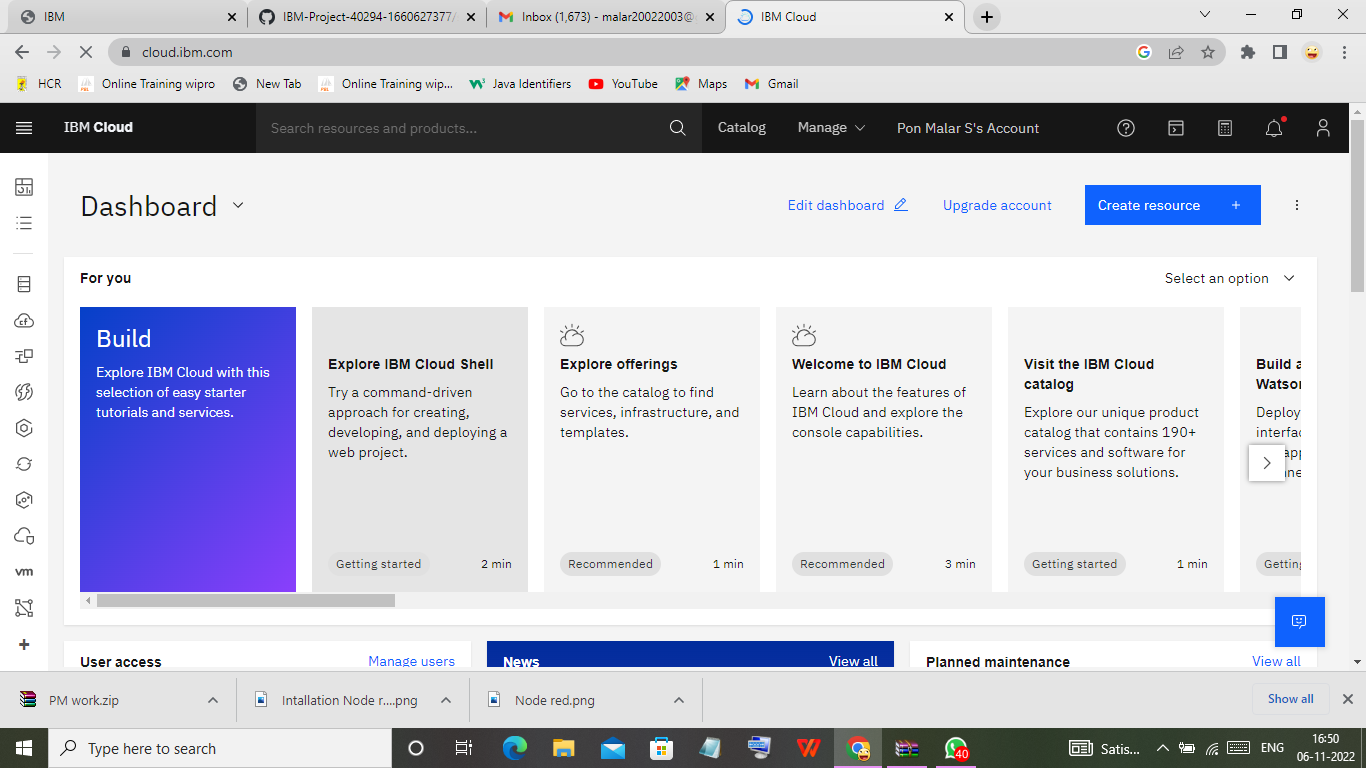 IBM
IBM-Project-40294-1660627377/
Inbox (1,673) - malar20022003@
IBM Cloud
cloud.ibm.com
HCR
Online Training wipro
New Tab
Online Training wip...
Java Identifiers
YouTube
Maps
Gmail
IBM Cloud
Search resources and products...
Catalog
Manage
Pon Malar S's Account
Dashboard
Edit dashboard
Upgrade account
Create resource +
For you
Select an option
Build
Explore IBM Cloud with this
selection of easy starter
tutorials and services.
Explore IBM Cloud Shell
Try a command-driven
approach for creating,
developing, and deploying a
web project.
Getting started
2 min
Explore offerings
Go to the catalog to find
services, infrastructure, and
templates.
Recommended
1 min
Welcome to IBM Cloud
Learn about the features of
IBM Cloud and explore the
console capabilities.
Recommended
3 min
Visit the IBM Cloud
catalog
Explore our unique product
catalog that contains 190+
services and software for
your business solutions.
Getting started
1 min
Build a
Watson
Deploy
interfac
Getting
vm
User access
Manage users
News
View all
Planned maintenance
View all
PM work.zip
Intallation Node r....png
Node red.png
Show all
Type here to search
40
Satis...
ENG
16:50
06-11-2022